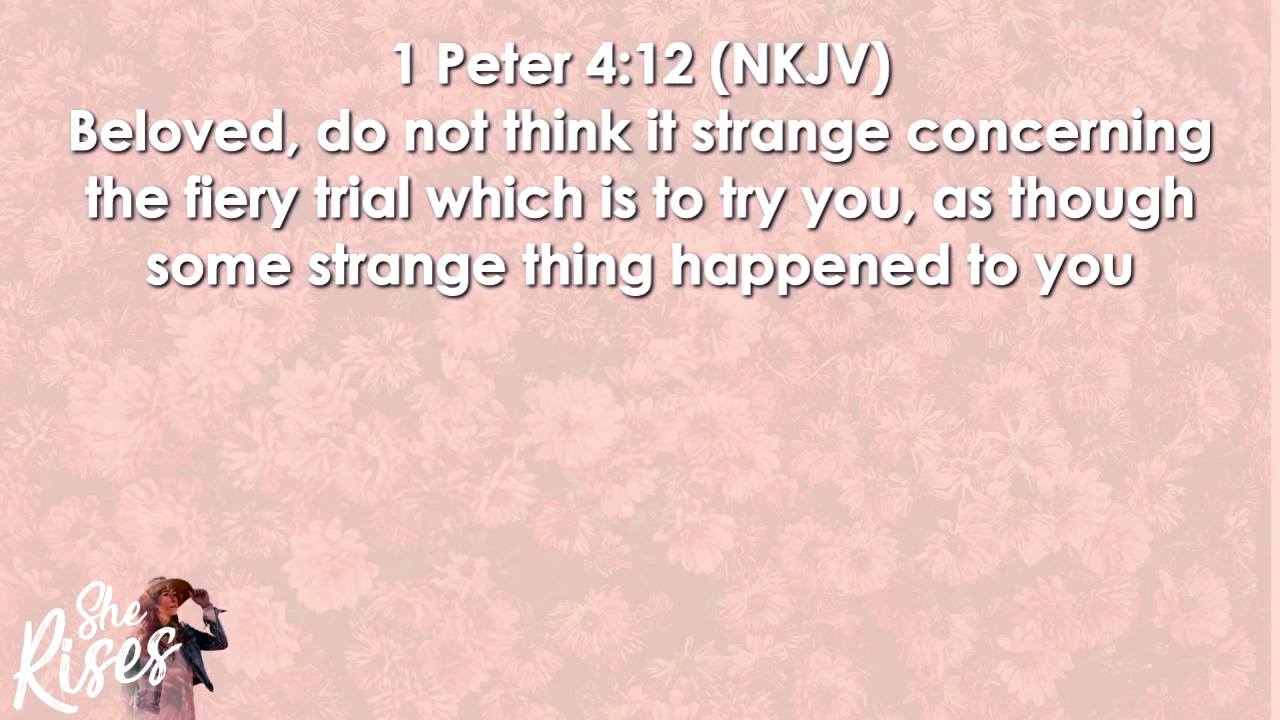 1 Peter 4:12 (NKJV)
Beloved, do not think it strange concerning
the fiery trial which is to try you, as though
some strange thing happened to you
She
Rises